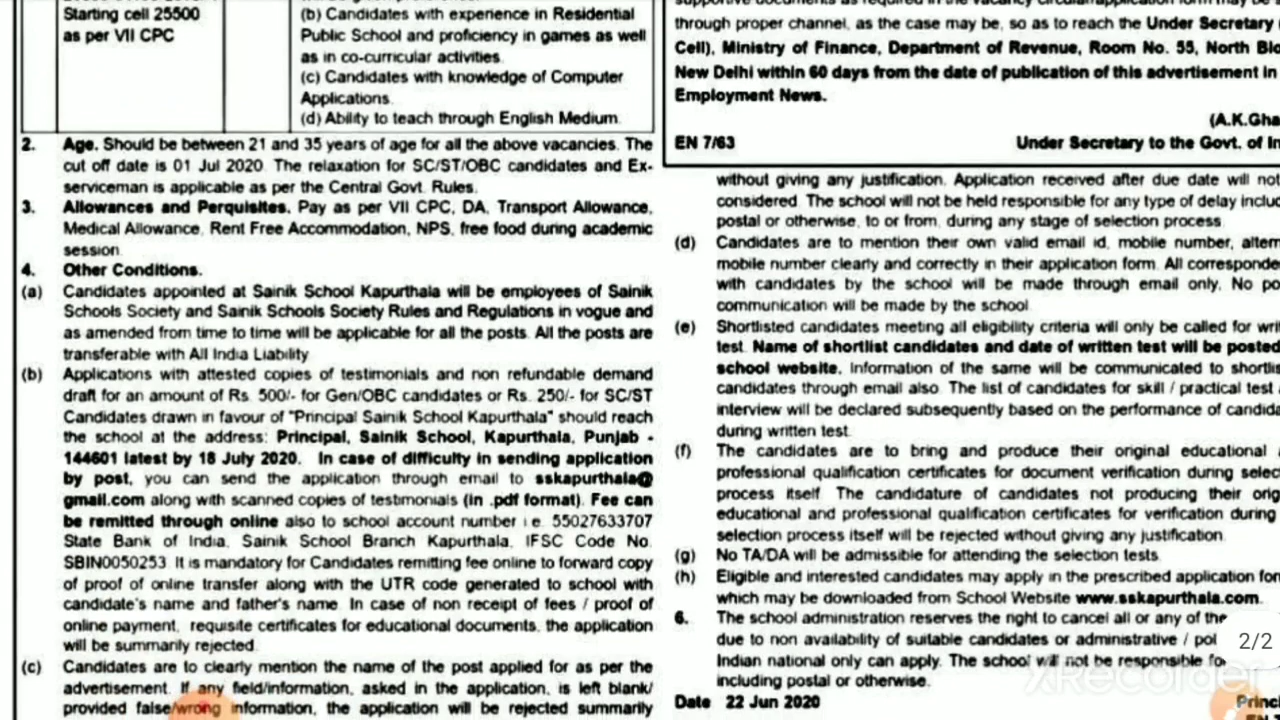 Starting cell 25500
as per VII CPC
(b) Candidates with experience in Residential
Public School and proficiency in games as well
as in co-curricular activities.
(c) Candidates with knowledge of Computer
Applications.
(d) Ability to teach through English Medium.
2. Age. Should be between 21 and 35 years of age for all the above vacancies. The
cut off date is 01 Jul 2020. The relaxation for SC/ST/OBC candidates and Ex-
serviceman is applicable as per the Central Govt. Rules.
3. Allowances and Perquisites. Pay as per VII CPC, DA, Transport Allowance,
Medical Allowance, Rent Free Accommodation, NPS, free food during academic
session.
4. Other Conditions.
(a) Candidates appointed at Sainik School Kapurthala will be employees of Sainik
Schools Society and Sainik Schools Society Rules and Regulations in vogue and
as amended from time to time will be applicable for all the posts. All the posts are
transferable with All India Liability
(b) Applications with attested copies of testimonials and non refundable demand
draft for an amount of Rs. 500/- for Gen/OBC candidates or Rs. 250/- for SC/ST
Candidates drawn in favour of "Principal Sainik School Kapurthala" should reach
the school at the address: Principal, Sainik School, Kapurthala, Punjab -
144601 latest by 18 July 2020. In case of difficulty in sending application
by post, you can send the application through email to sskapurthala@
gmail.com along with scanned copies of testimonials (in .pdf format). Fee can
be remitted through online also to school account number i.e. 55027633707
State Bank of India, Sainik School Branch Kapurthala, IFSC Code No.
SBIN0050253. It is mandatory for Candidates remitting fee online to forward copy
of proof of online transfer along with the UTR code generated to school with
candidate's name and father's name. In case of non receipt of fees / proof of
online payment, requisite certificates for educational documents, the application
will be summarily rejected.
(c) Candidates are to clearly mention the name of the post applied for as per the
advertisement. If any field/information, asked in the application, is left blank/
provided false/wrong information, the application will be rejected summarily
through proper channel, as the case may be, so as to reach the Under Secretary
Cell), Ministry of Finance, Department of Revenue, Room No. 55, North Blo
New Delhi within 60 days from the date of publication of this advertisement in
Employment News.
(A.K.Gha
EN 7/63 Under Secretary to the Govt. of In
without giving any justification. Application received after due date will not
considered. The school will not be held responsible for any type of delay inclu
postal or otherwise, to or from, during any stage of selection process.
(d) Candidates are to mention their own valid email id, mobile number, altern
mobile number clearly and correctly in their application form. All corresponde
with candidates by the school will be made through email only. No po
communication will be made by the school.
(e) Shortlisted candidates meeting all eligibility criteria will only be called for wri
test. Name of shortlist candidates and date of written test will be posted
school website. Information of the same will be communicated to shortlis
candidates through email also. The list of candidates for skill / practical test
interview will be declared subsequently based on the performance of candida
during written test.
(f) The candidates are to bring and produce their original educational
professional qualification certificates for document verification during selec
process itself. The candidature of candidates not producing their orig
educational and professional qualification certificates for verification during
selection process itself will be rejected without giving any justification.
(g) No TA/DA will be admissible for attending the selection tests.
(h) Eligible and interested candidates may apply in the prescribed application for
which may be downloaded from School Website www.sskapurthala.com.
6. The school administration reserves the right to cancel all or any of the
due to non availability of suitable candidates or administrative / pol
Indian national only can apply. The school will not be responsible fo
including postal or otherwise.
Date 22 Jun 2020 Princ
2/2
XRecorder